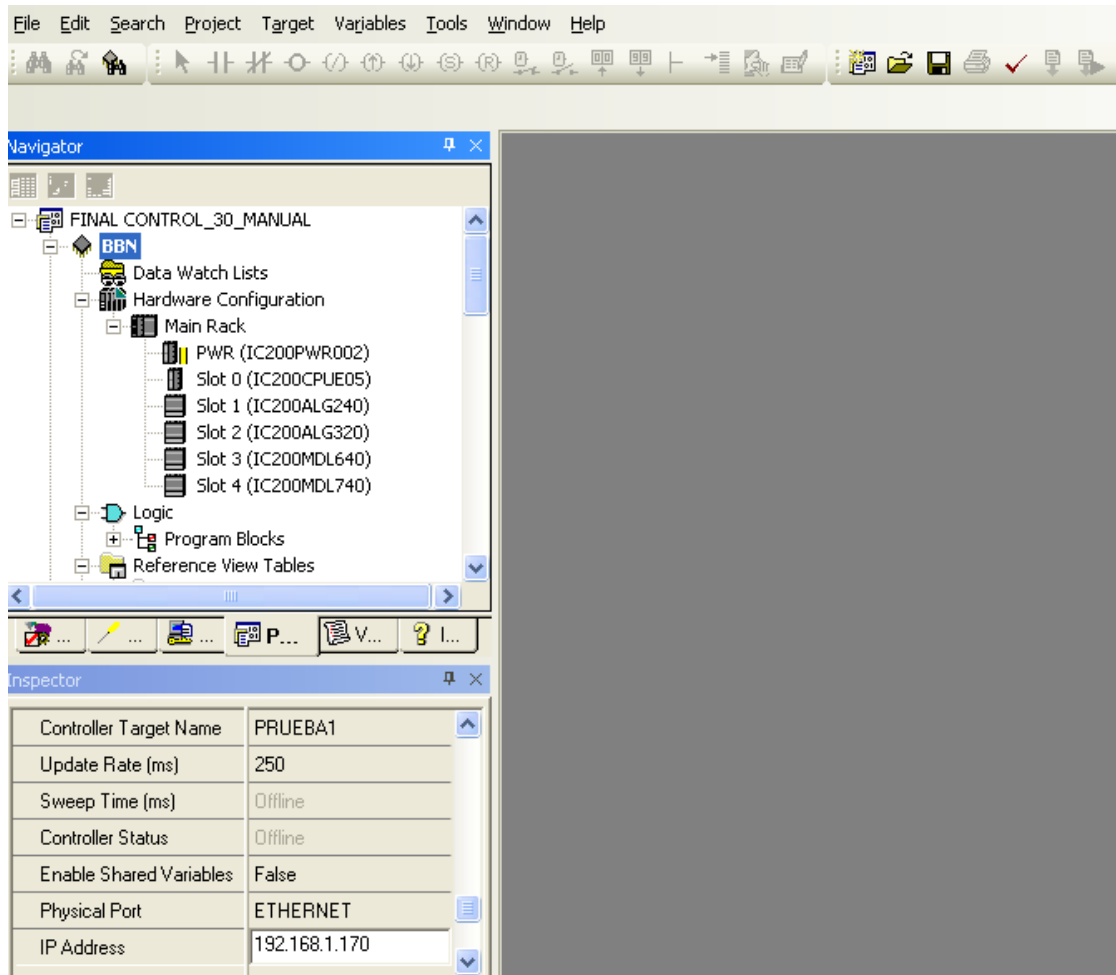 File Edit Search Project Target Variables Tools Window Help
Navigator
FINAL CONTROL_30_MANUAL
BBN
Data Watch Lists
Hardware Configuration
Main Rack
PWR (IC200PWR002)
Slot 0 (IC200CPUE05)
Slot 1 (IC200ALG240)
Slot 2 (IC200ALG320)
Slot 3 (IC200MDL640)
Slot 4 (IC200MDL740)
Logic
Program Blocks
Reference View Tables
... ... ... P... V... I...
Inspector
Controller Target Name PRUEBA1
Update Rate (ms) 250
Sweep Time (ms) Offline
Controller Status Offline
Enable Shared Variables False
Physical Port ETHERNET
IP Address 192.168.1.170